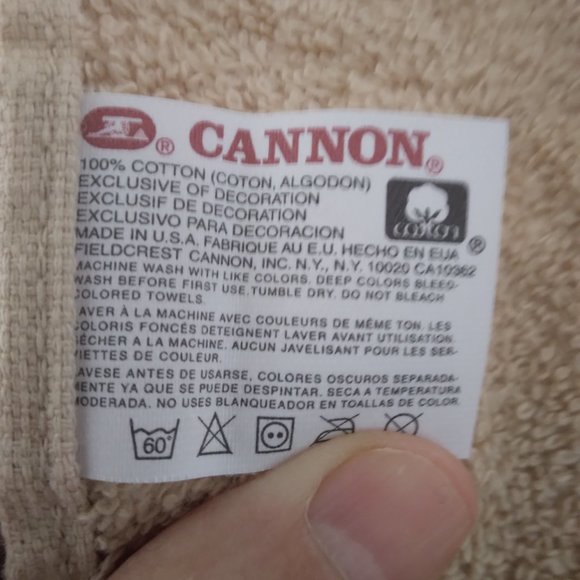 ® CANNON®
100% COTTON (COTON, ALGODON)
EXCLUSIVE OF DECORATION
EXCLUSIF DE DECORATION
EXCLUSIVO PARA DECORACION
COTTON ®
MADE IN U.S.A. FABRIQUE AU E.U. HECHO EN EUA
FIELDCREST CANNON, INC. N.Y., N.Y. 10020 CA10362
MACHINE WASH WITH LIKE COLORS. DEEP COLORS BLEED-
WASH BEFORE FIRST USE. TUMBLE DRY. DO NOT BLEACH
COLORED TOWELS.
LAVER À LA MACHINE AVEC COULEURS DE MÊME TON. LES
COLORIS FONCÉS DETEIGNENT LAVER AVANT UTILISATION.
SÉCHER A LA MACHINE. AUCUN JAVELISANT POUR LES SER-
VIETTES DE COULEUR.
LAVESE ANTES DE USARSE, COLORES OSCUROS SEPARADA-
MENTE YA QUE SE PUEDE DESPINTAR. SECA A TEMPERATURA
MODERADA. NO USES BLANQUEADOR EN TOALLAS DE COLOR.
60°